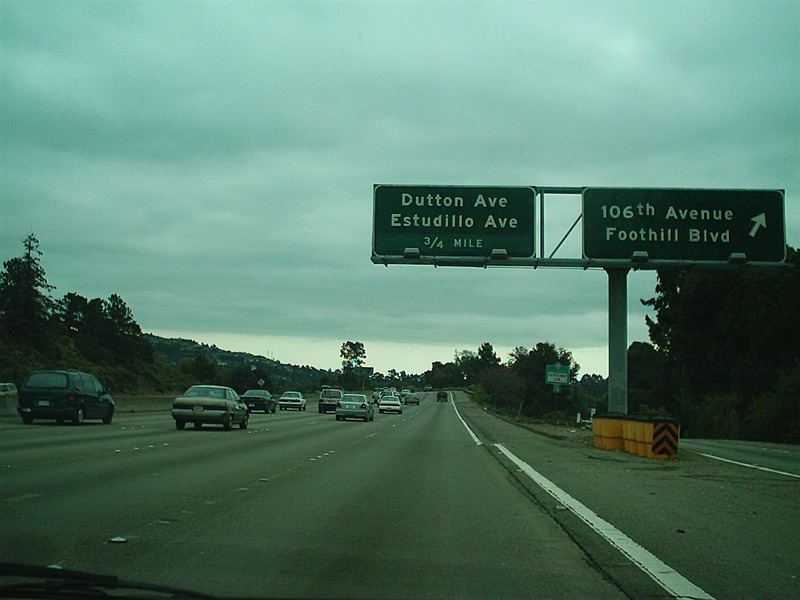 Dutton Ave
Estudillo Ave
3/4 MILE
106th Avenue
Foothill Blvd